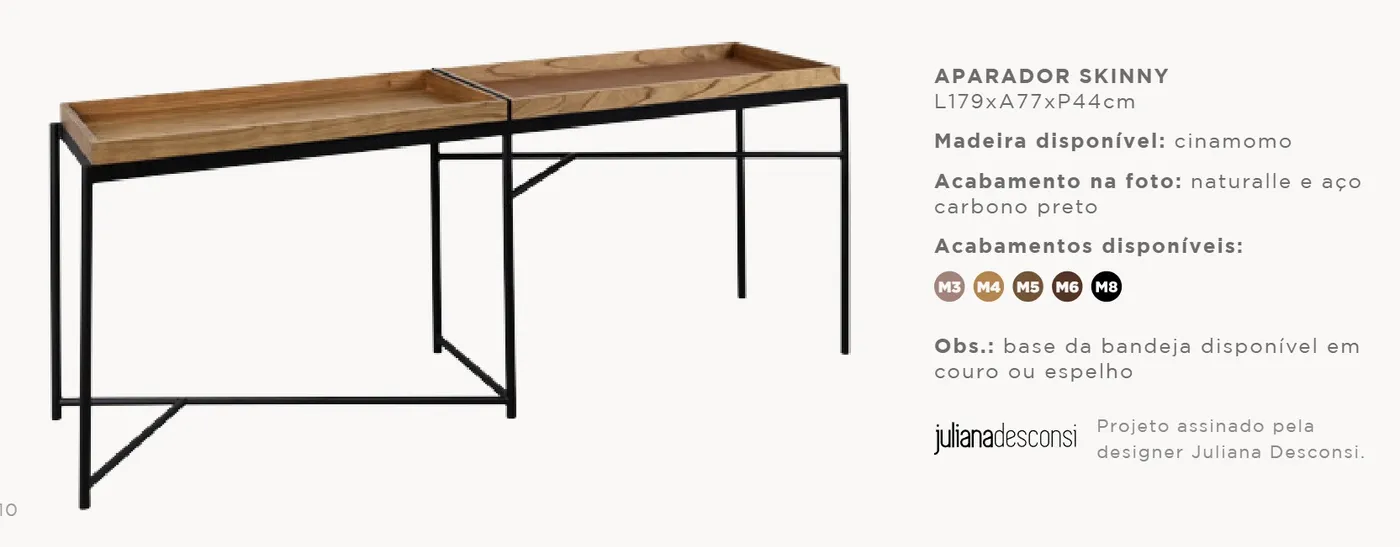 APARADOR SKINNY
L179xA77xP44cm
Madeira disponível: cinamomo
Acabamento na foto: naturalle e aço
carbono preto
Acabamentos disponíveis:
M3 M4 M5 M6 M8
Obs.: base da bandeja disponível em
couro ou espelho
julianadesconsi
Projeto assinado pela
designer Juliana Desconsi.
10